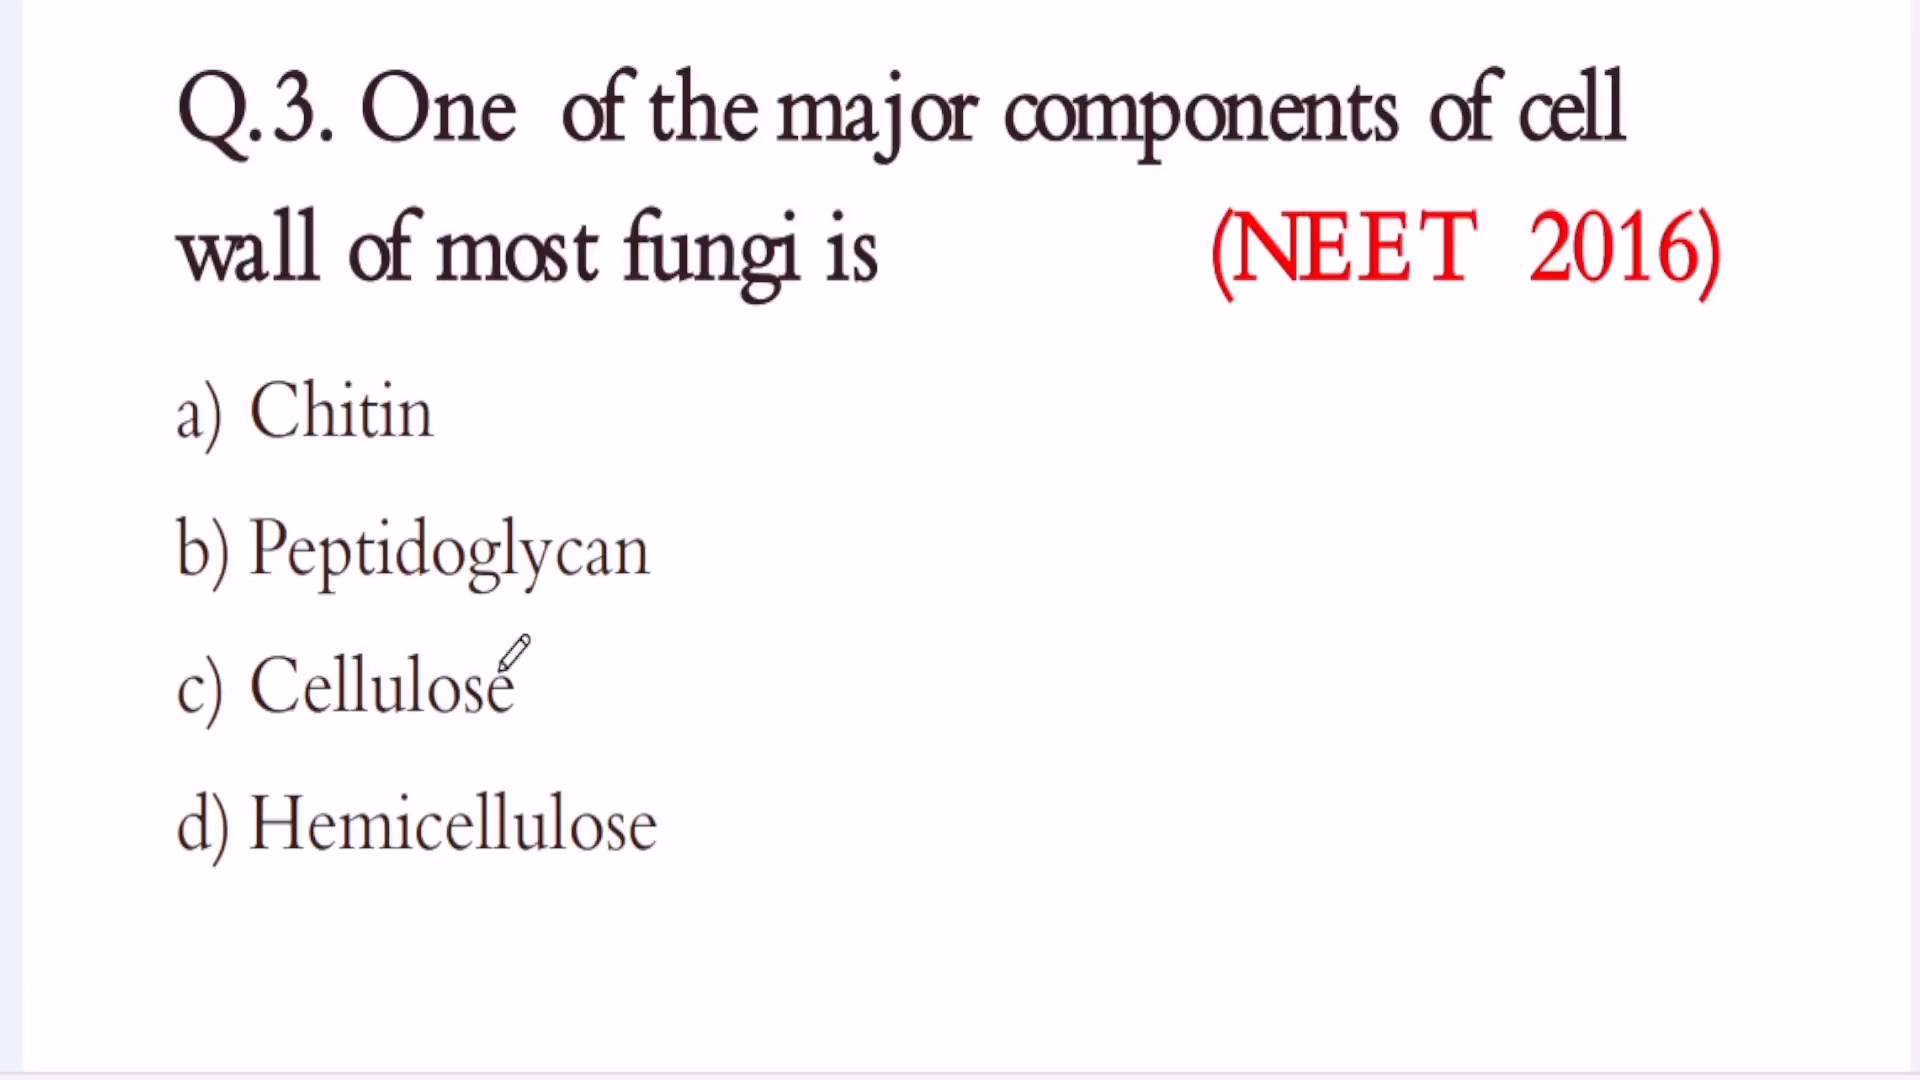 Q.3. One of the major components of cell
wall of most fungi is (NEET 2016)
a) Chitin
b) Peptidoglycan
c) Cellulose
d) Hemicellulose